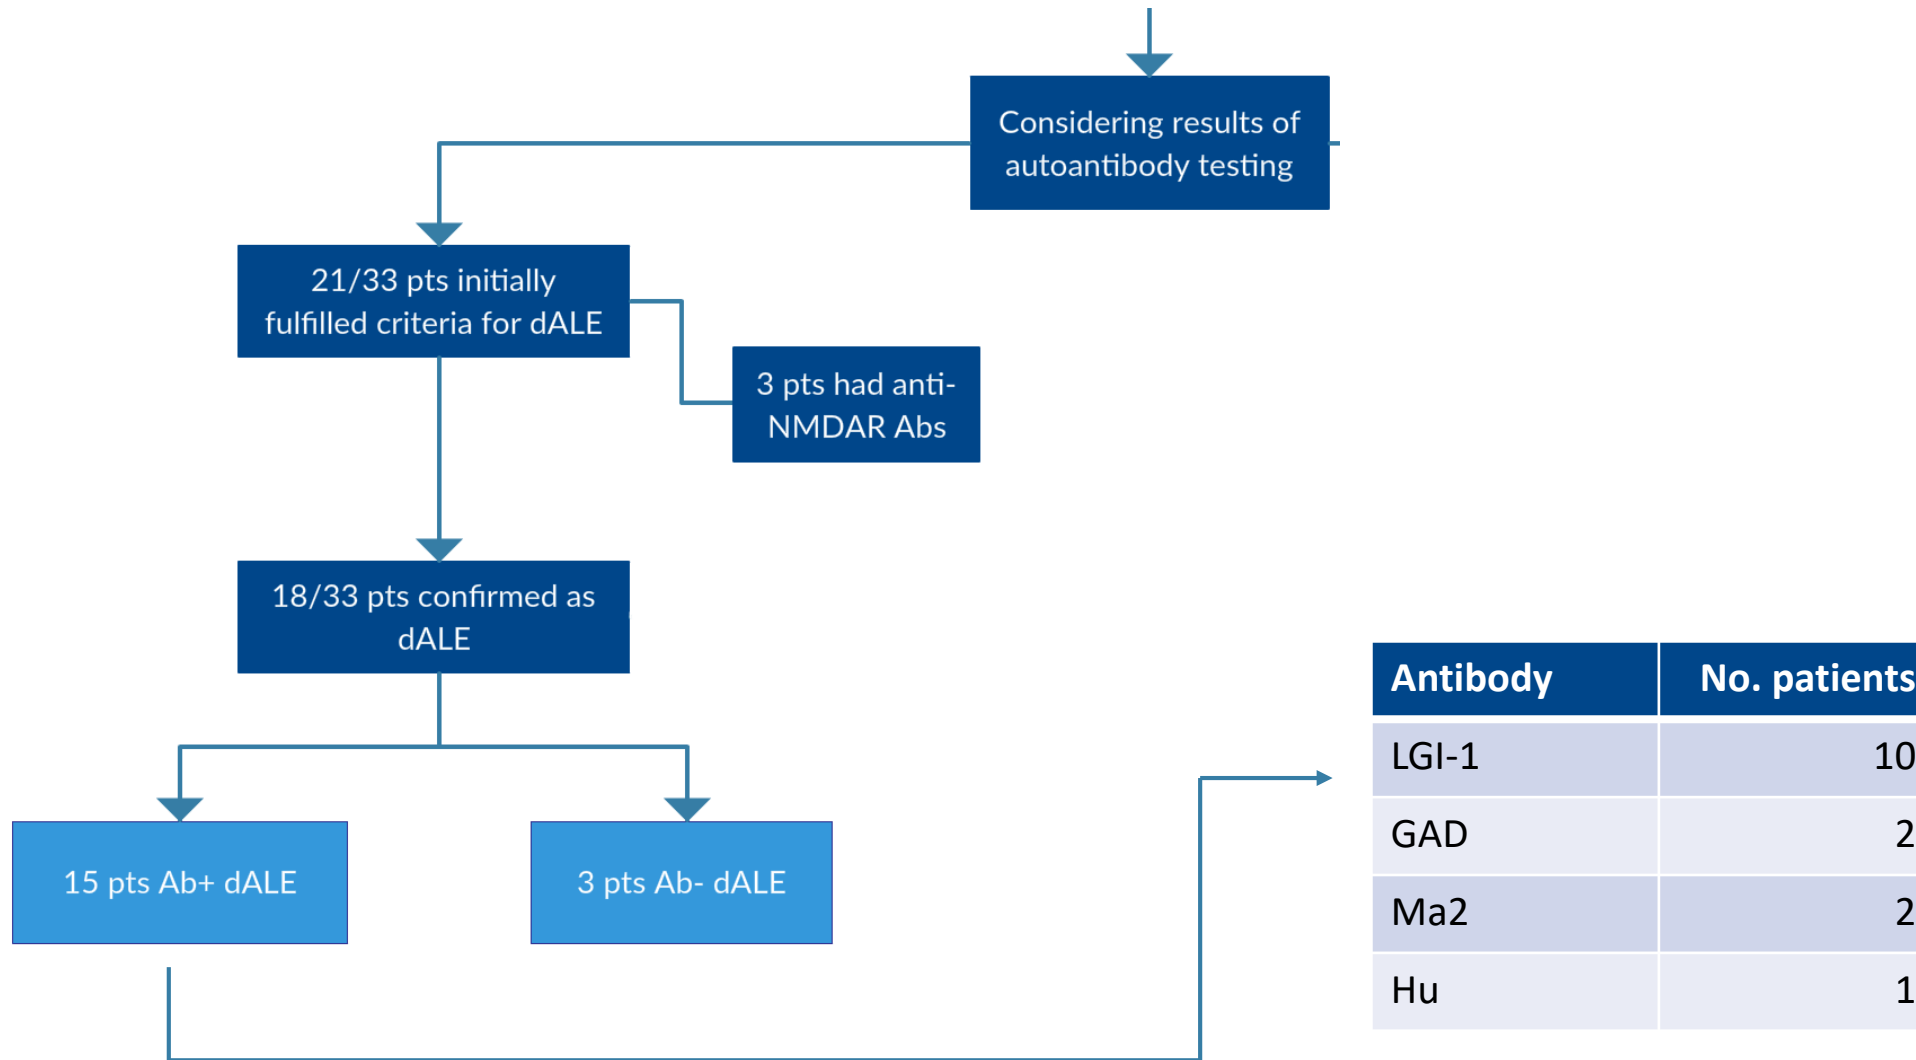 Considering results of
autoantibody testing
21/33 pts initially
fulfilled criteria for dALE
3 pts had anti-
NMDAR Abs
18/33 pts confirmed as
dALE
15 pts Ab+ dALE
3 pts Ab- dALE
Antibody No. patients
LGI-1 10
GAD 2
Ma2 2
Hu 1